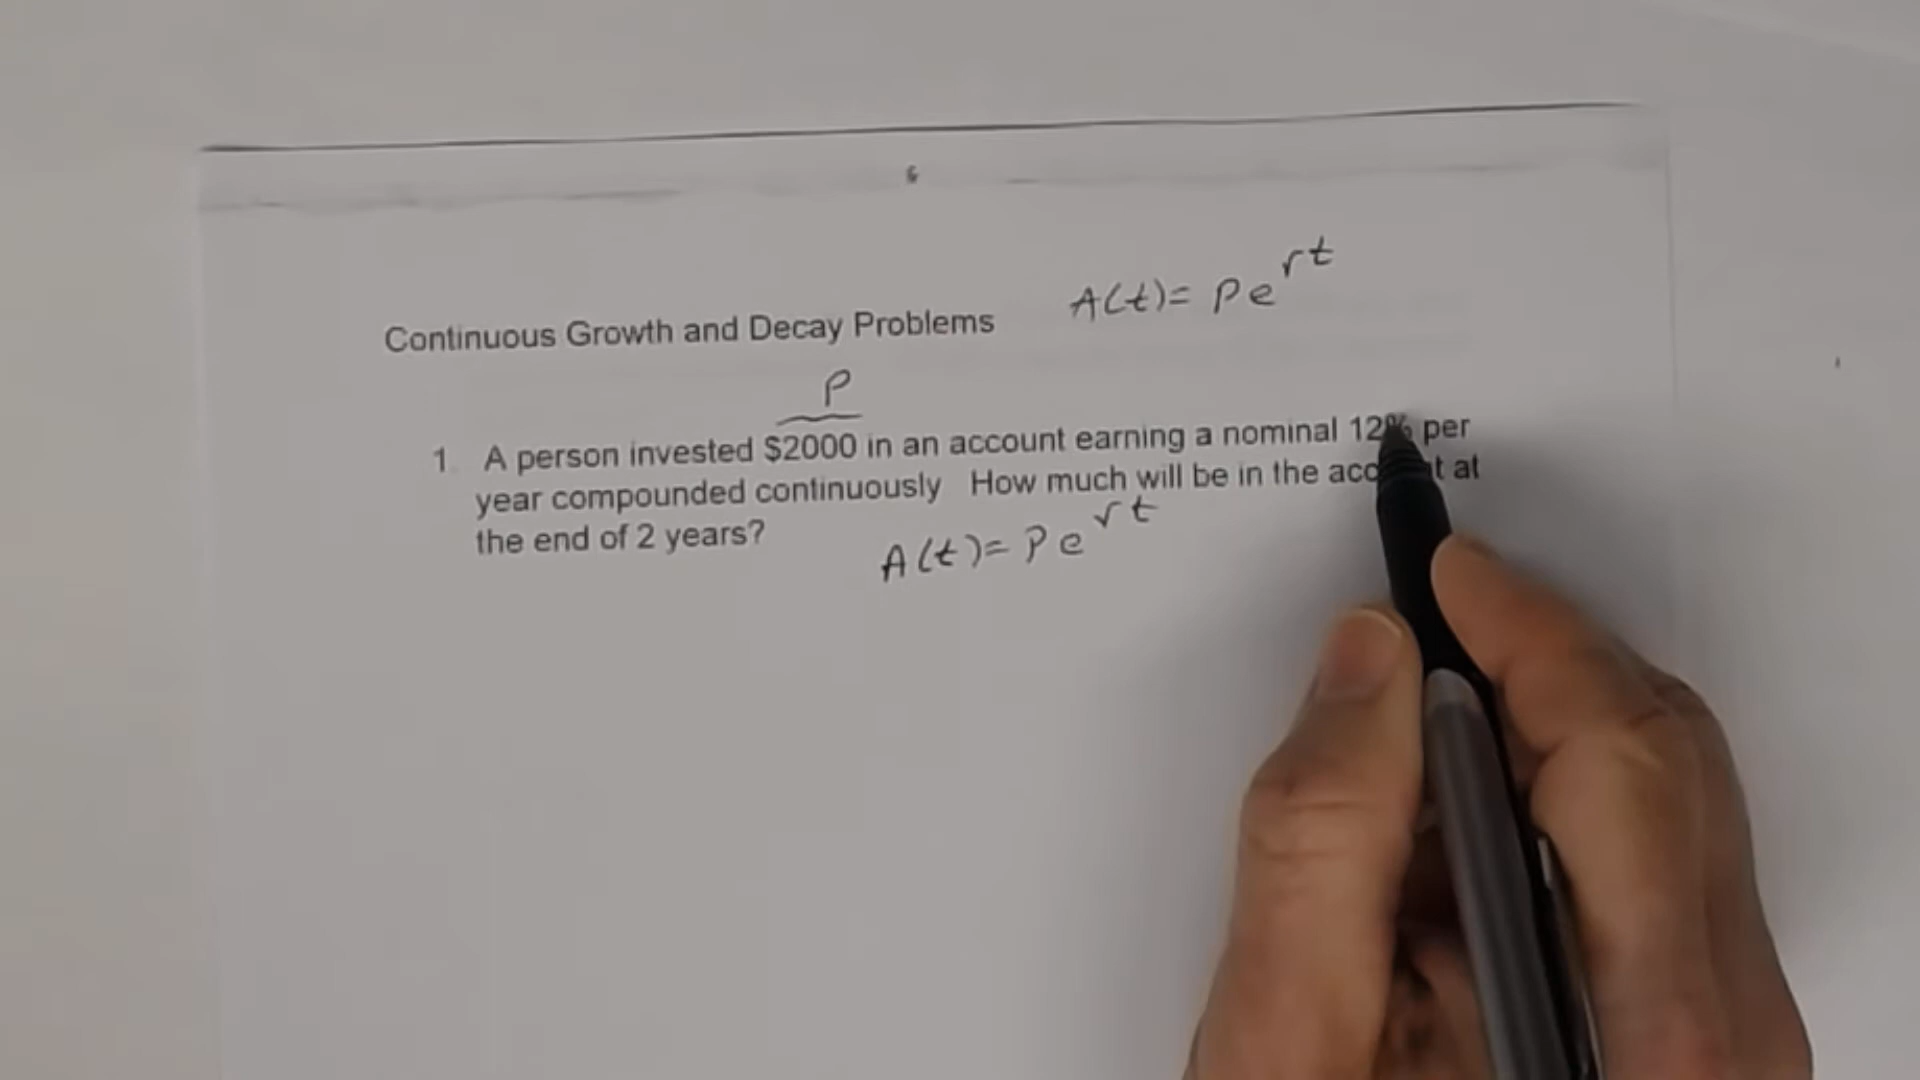 A(t)= Pe^rt
Continuous Growth and Decay Problems
P
1. A person invested $2000 in an account earning a nominal 12% per
year compounded continuously How much will be in the at
the end of 2 years?
A(t)= Pe^rt